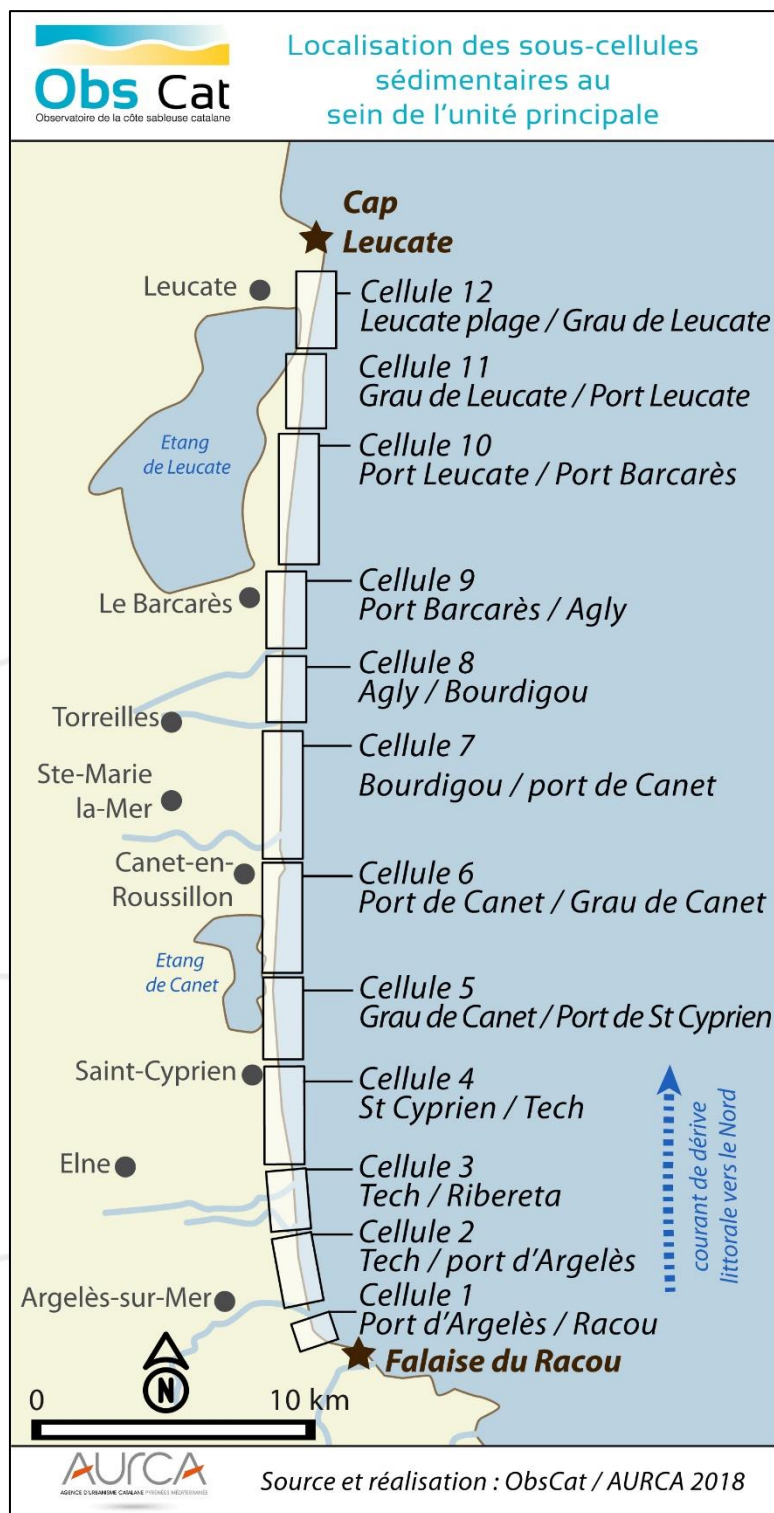 Obs Cat
Observatoire de la côte sableuse catalane
Localisation des sous-cellules
sédimentaires au
sein de l'unité principale
Cap
Leucate
Leucate
Cellule 12
Leucate plage / Grau de Leucate
Cellule 11
Grau de Leucate / Port Leucate
Etang
de Leucate
Cellule 10
Port Leucate / Port Barcarès
Le Barcarès
Cellule 9
Port Barcarès / Agly
Cellule 8
Agly / Bourdigou
Torreilles
Cellule 7
Bourdigou / port de Canet
Ste-Marie
la-Mer
Canet-en-
Roussillon
Cellule 6
Port de Canet / Grau de Canet
Etang
de Canet
Cellule 5
Grau de Canet / Port de St Cyprien
Saint-Cyprien
Cellule 4
St Cyprien / Tech
courant de dérive
littorale vers le Nord
Elne
Cellule 3
Tech / Ribereta
Cellule 2
Tech / port d'Argelès
Argelès-sur-Mer
Cellule 1
Port d'Argelès / Racou
Falaise du Racou
N
0 10 km
AURCA
AGENCE D'URBANISME CATALANE PYRÉNÉES MÉDITERRANÉE
Source et réalisation : ObsCat / AURCA 2018